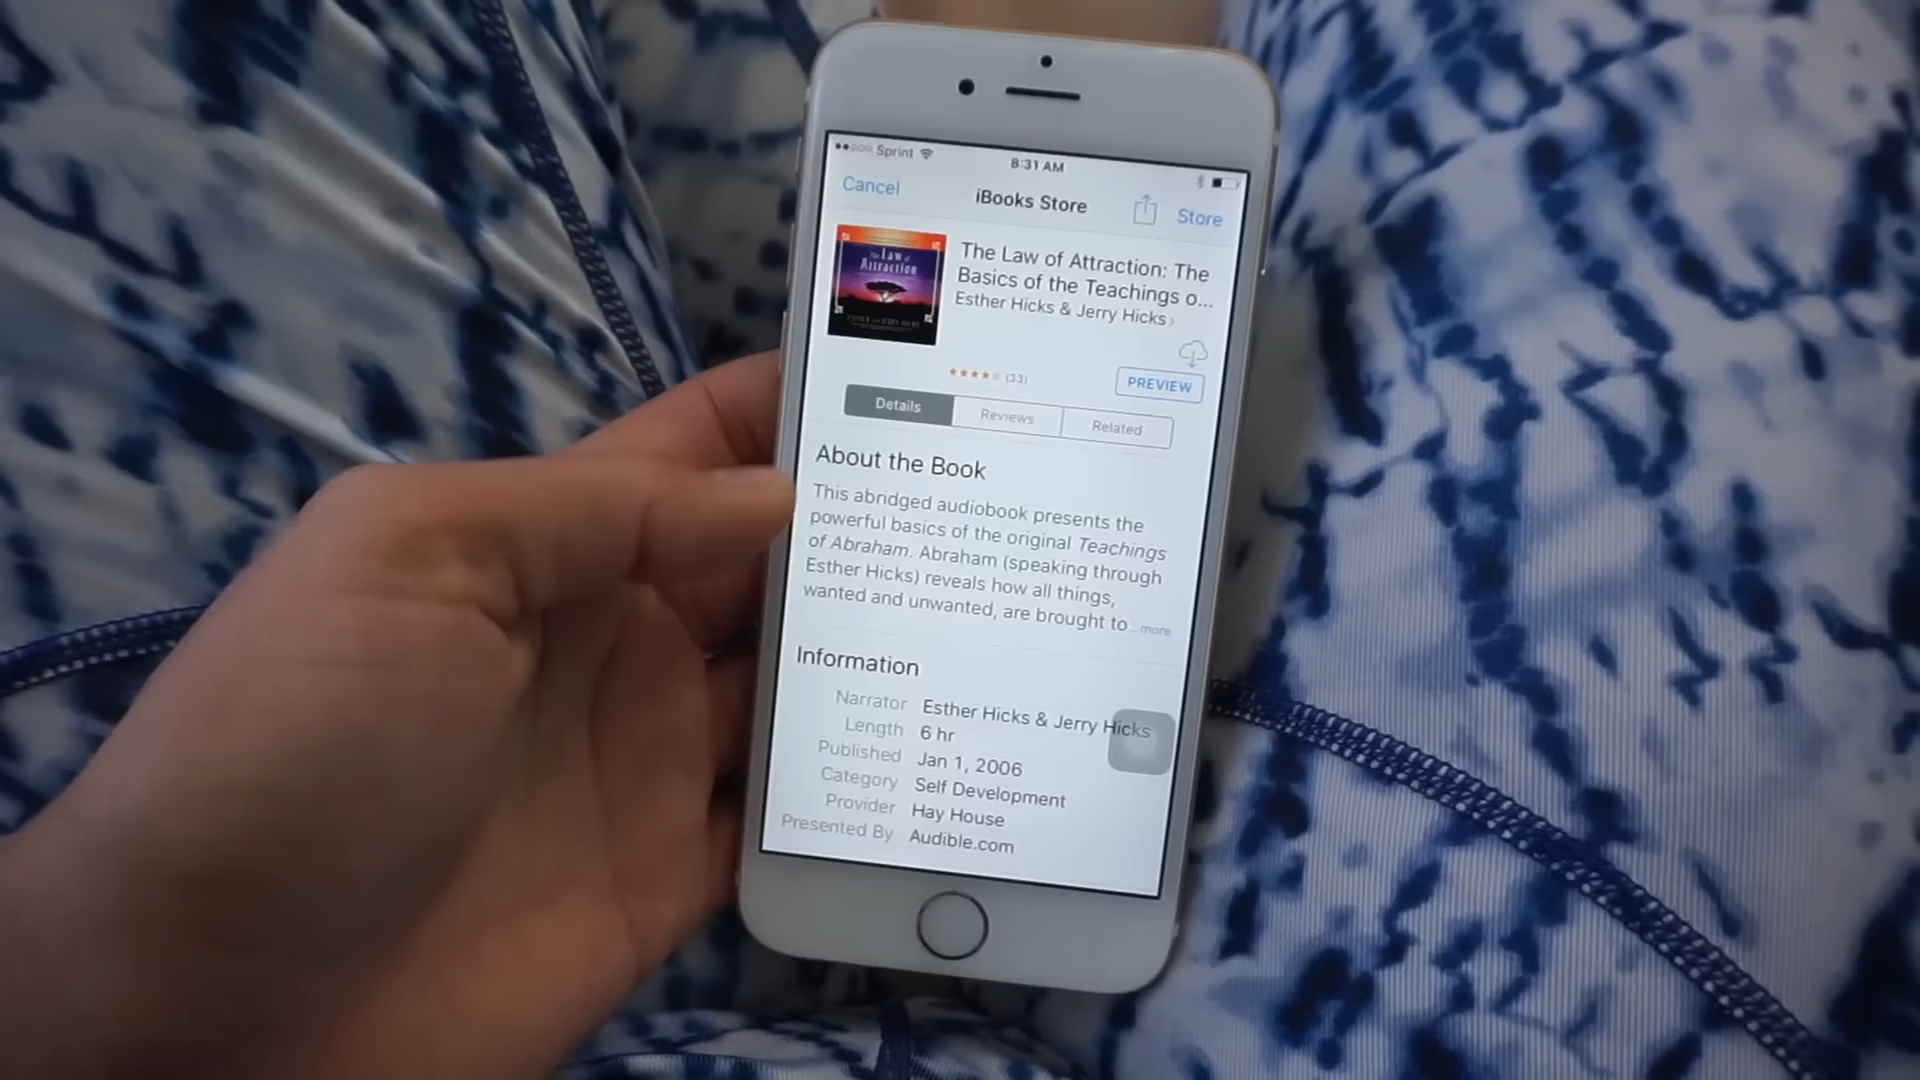 Sprint
8:31 AM
Cancel
iBooks Store
Store
The Law of
Attraction
The Law of Attraction: The
Basics of the Teachings o...
Esther Hicks & Jerry Hicks
(33)
PREVIEW
Details
Reviews
Related
About the Book
This abridged audiobook presents the
powerful basics of the original Teachings
of Abraham. Abraham (speaking through
Esther Hicks) reveals how all things,
wanted and unwanted, are brought to... more
Information
Narrator Esther Hicks & Jerry Hicks
Length 6 hr
Published Jan 1, 2006
Category Self Development
Provider Hay House
Presented By Audible.com